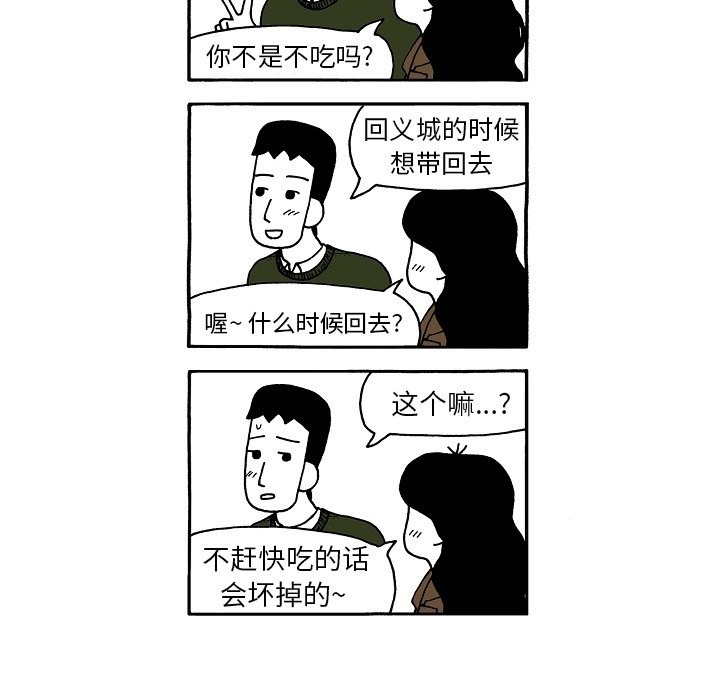 你不是不吃吗?
回义城的时候
想带回去
喔~什么时候回去?
这个嘛...?
不赶快吃的话
会坏掉的~